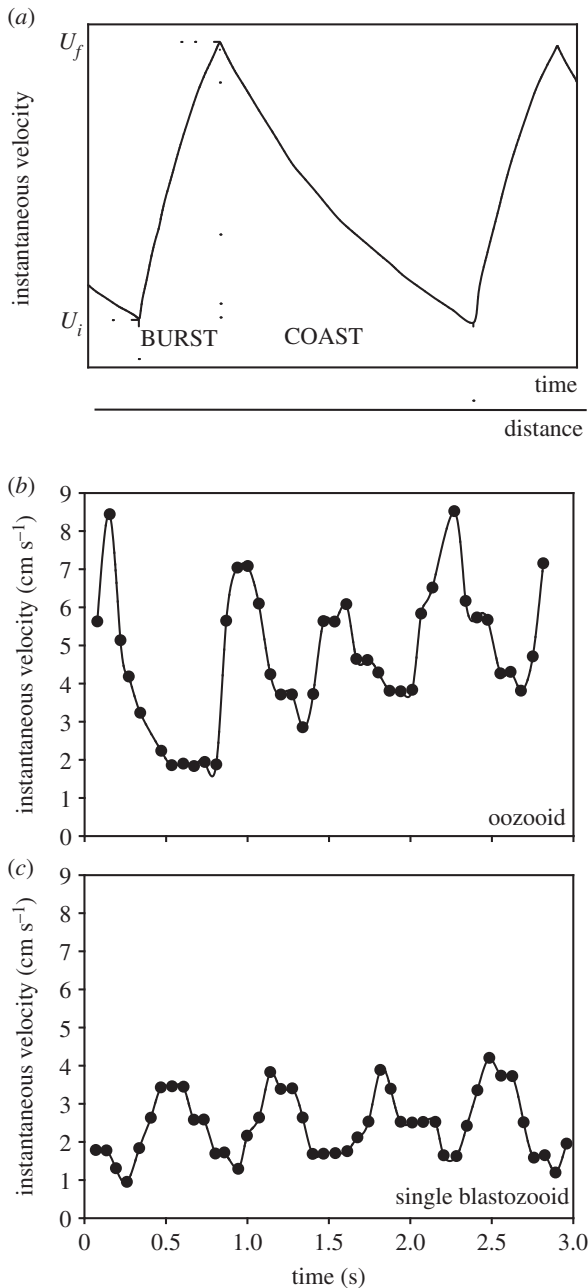 (a)
U_f
instantaneous velocity
U_i
BURST
COAST
time
distance
(b)
9
8
7
6
5
4
3
2
1
0
instantaneous velocity (cm s⁻¹)
oozooid
(c)
9
8
7
6
5
4
3
2
1
0
instantaneous velocity (cm s⁻¹)
single blastozooid
0 0.5 1.0 1.5 2.0 2.5 3.0
time (s)